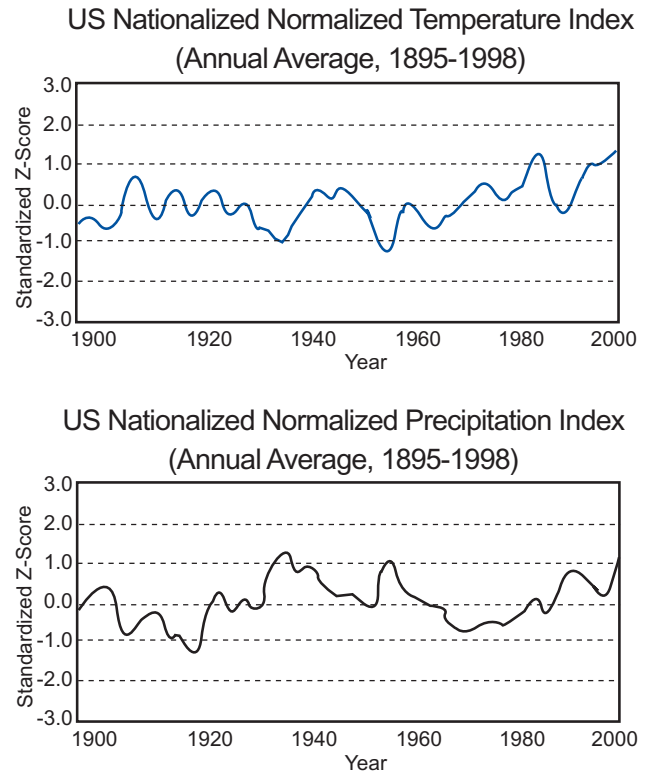 US Nationalized Normalized Temperature Index
(Annual Average, 1895-1998)
Standardized Z-Score
3.0
2.0
1.0
0.0
-1.0
-2.0
-3.0
1900 1920 1940 1960 1980 2000
Year
US Nationalized Normalized Precipitation Index
(Annual Average, 1895-1998)
Standardized Z-Score
3.0
2.0
1.0
0.0
-1.0
-2.0
-3.0
1900 1920 1940 1960 1980 2000
Year